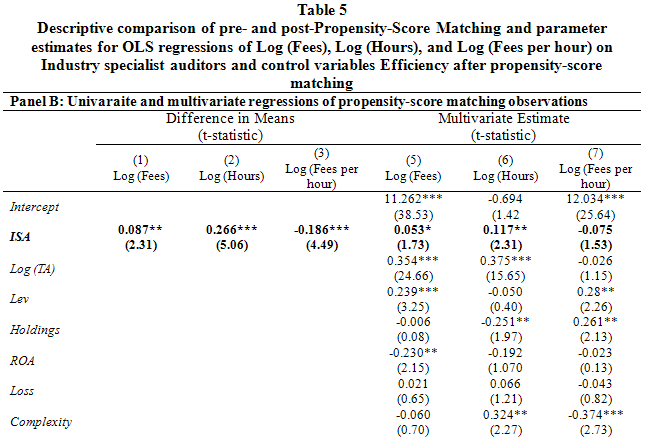 Table 5
Descriptive comparison of pre- and post-Propensity-Score Matching and parameter
estimates for OLS regressions of Log (Fees), Log (Hours), and Log (Fees per hour) on
Industry specialist auditors and control variables Efficiency after propensity-score
matching
Panel B: Univaraite and multivariate regressions of propensity-score matching observations
Difference in Means Multivariate Estimate
(t-statistic) (t-statistic)
(1) (2) (3) (5) (6) (7)
Log (Fees) Log (Hours) Log (Fees per hour) Log (Fees) Log (Hours) Log (Fees per hour)
Intercept 11.262*** -0.694 12.034***
(38.53) (1.42 (25.64)
ISA 0.087** 0.266*** -0.186*** 0.053* 0.117** -0.075
(2.31) (5.06) (4.49) (1.73) (2.31) (1.53)
Log (TA) 0.354*** 0.375*** -0.026
(24.66) (15.65) (1.15)
Lev 0.239*** -0.050 0.28**
(3.25) (0.40) (2.26)
Holdings -0.006 -0.251** 0.261**
(0.08) (1.97) (2.13)
ROA -0.230** -0.192 -0.023
(2.15) (1.070 (0.13)
Loss 0.021 0.066 -0.043
(0.65) (1.21) (0.82)
Complexity -0.060 0.324** -0.374***
(0.70) (2.27) (2.73)